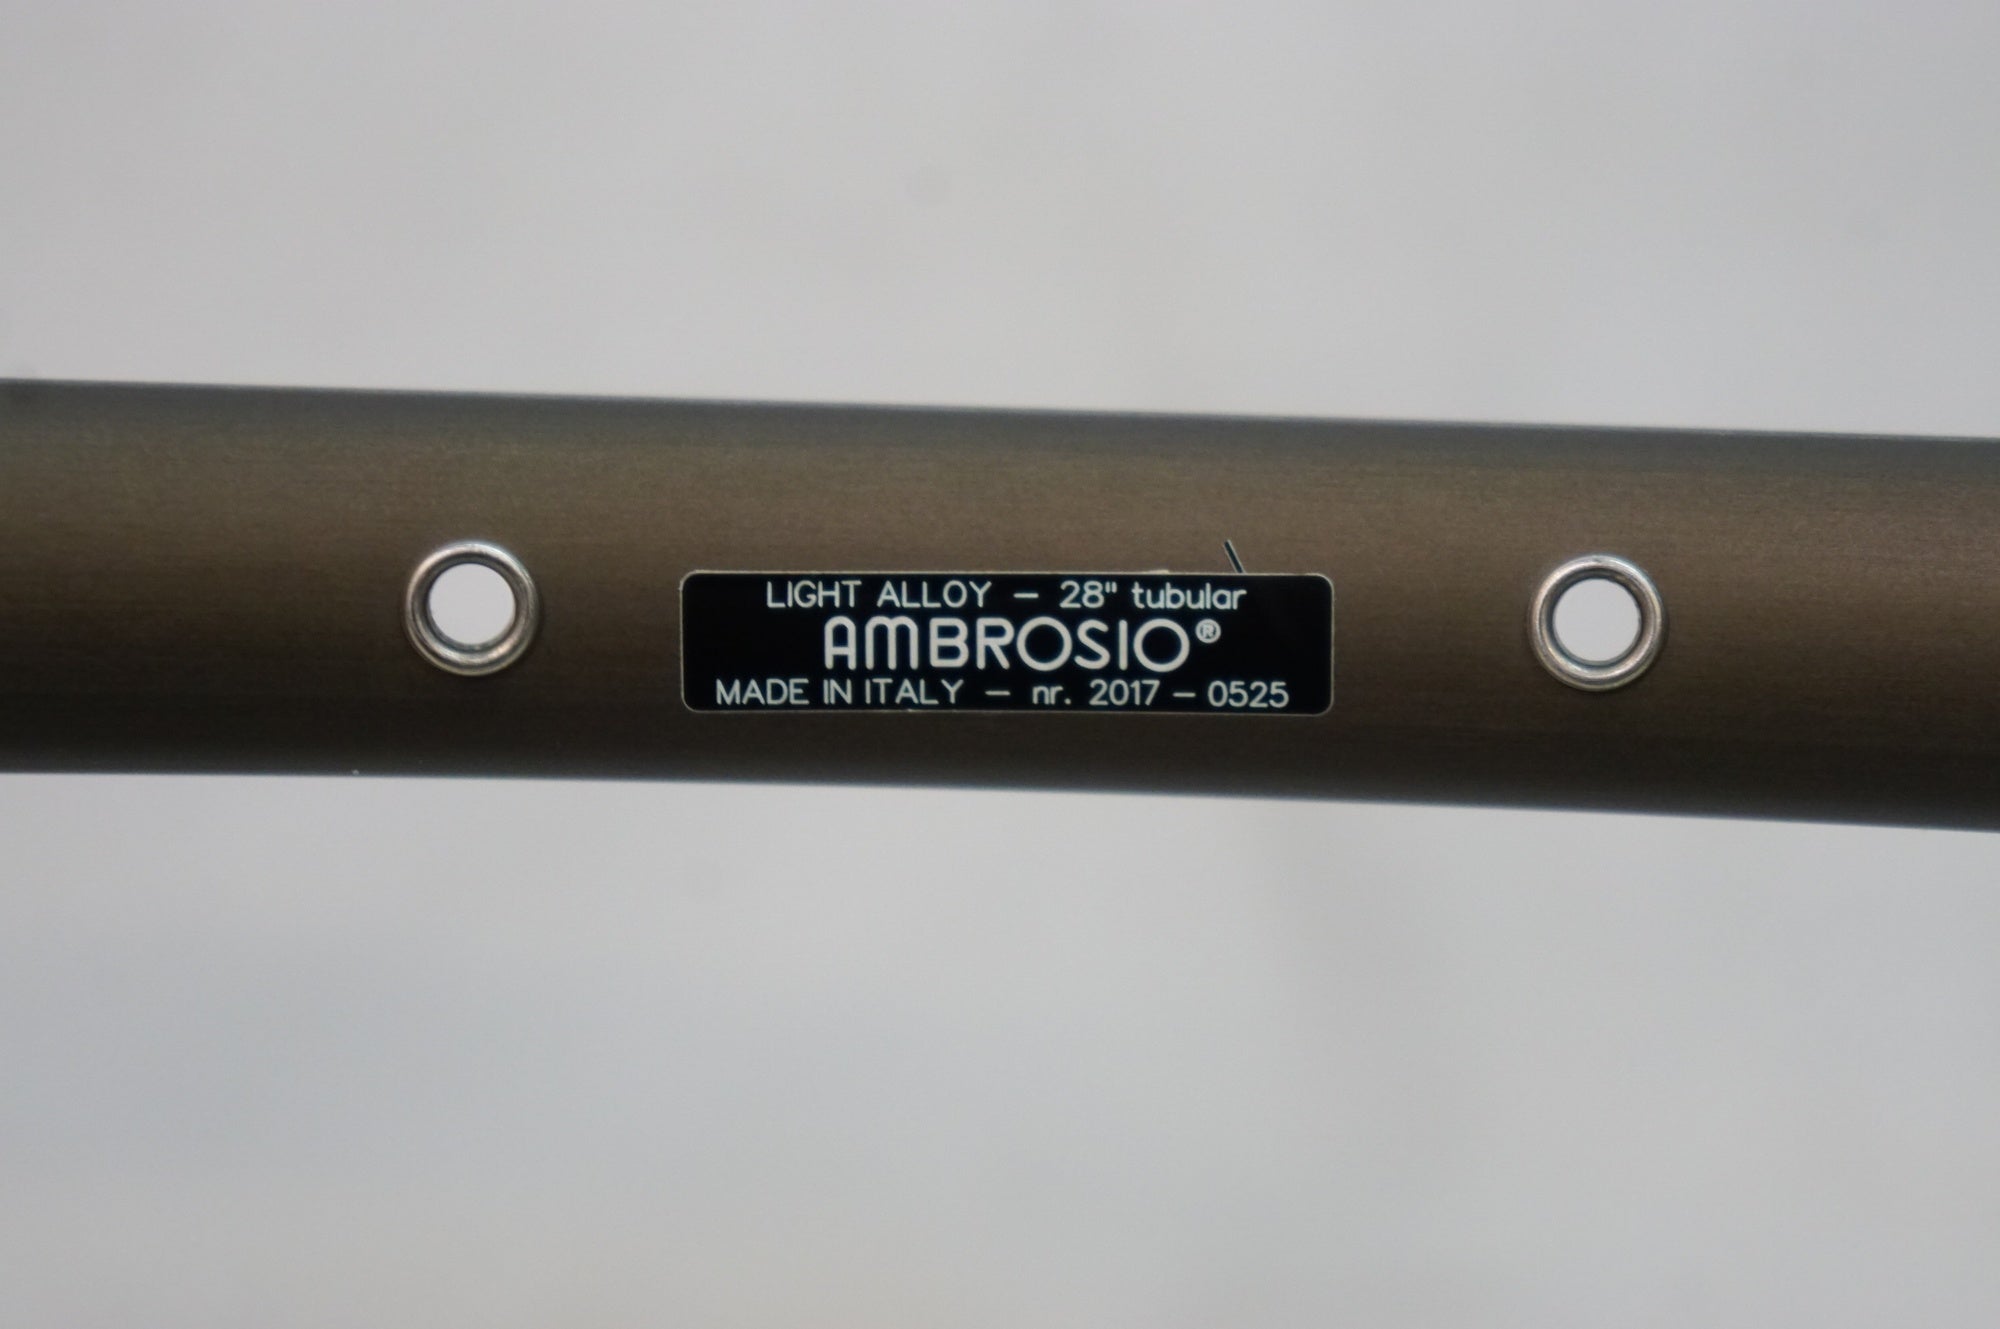 LIGHT ALLOY – 28" tubular
AMBROSIO®
MADE IN ITALY – nr. 2017 – 0525